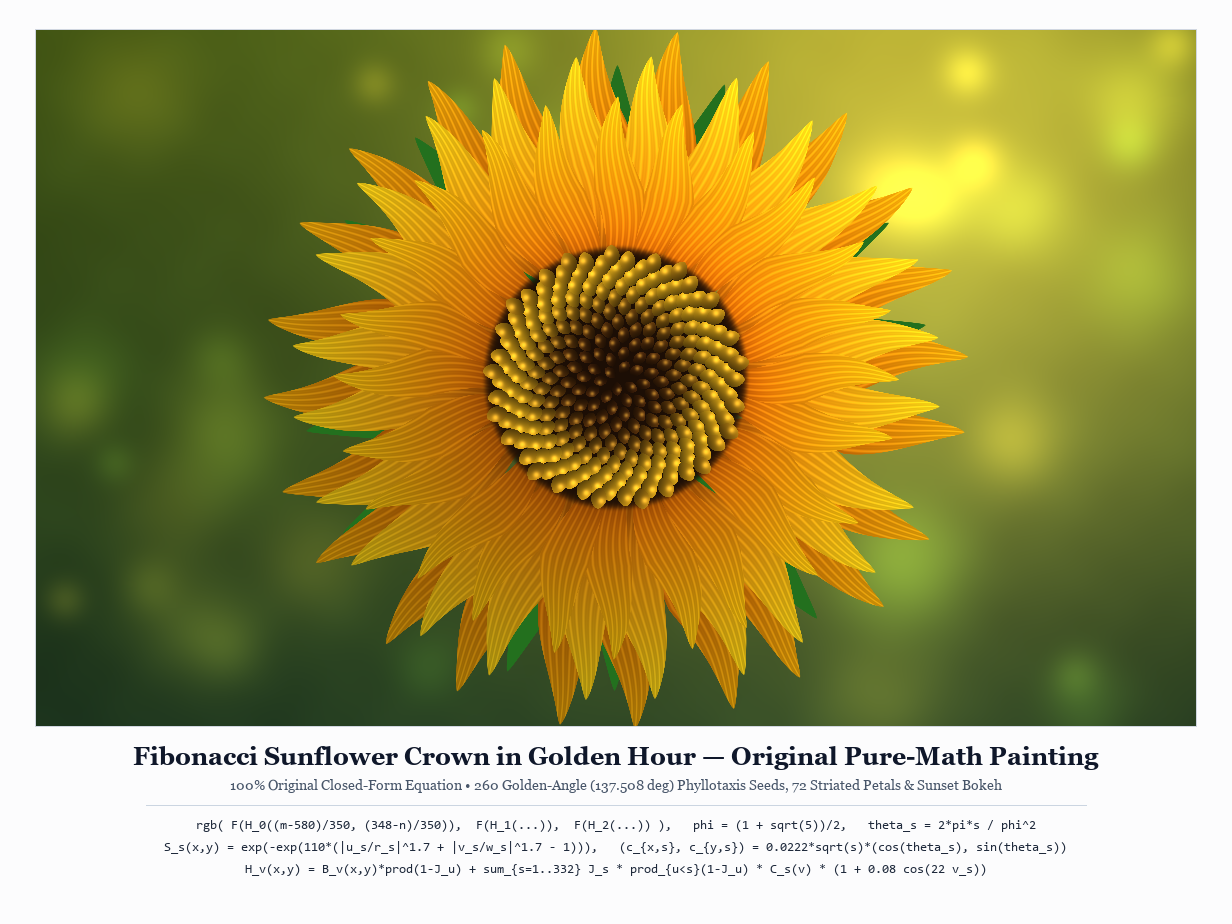 Fibonacci Sunflower Crown in Golden Hour — Original Pure-Math Painting
100% Original Closed-Form Equation • 260 Golden-Angle (137.508 deg) Phyllotaxis Seeds, 72 Striated Petals & Sunset Bokeh
rgb( F(H_0((m-580)/350, (348-n)/350)),  F(H_1(...)),  F(H_2(...)) ),   phi = (1 + sqrt(5))/2,   theta_s = 2*pi*s / phi^2
S_s(x,y) = exp(-exp(110*(|u_s/r_s|^1.7 + |v_s/w_s|^1.7 - 1))),   (c_{x,s}, c_{y,s}) = 0.0222*sqrt(s)*(cos(theta_s), sin(theta_s))
H_v(x,y) = B_v(x,y)*prod(1-J_u) + sum_{s=1..332} J_s * prod_{u<s}(1-J_u) * C_s(v) * (1 + 0.08 cos(22 v_s))